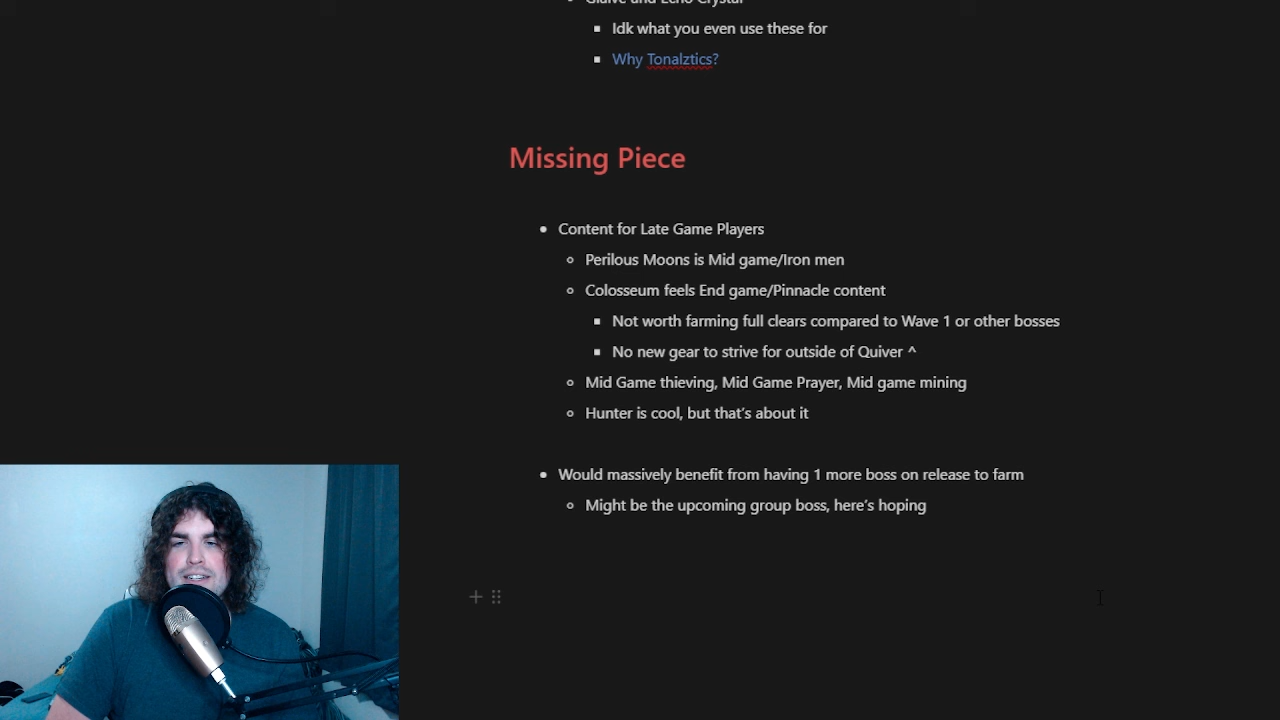 Glaive and Echo Crystal
Idk what you even use these for
Why Tonalztics?
Missing Piece
Content for Late Game Players
Perilous Moons is Mid game/Iron men
Colosseum feels End game/Pinnacle content
Not worth farming full clears compared to Wave 1 or other bosses
No new gear to strive for outside of Quiver ^
Mid Game thieving, Mid Game Prayer, Mid game mining
Hunter is cool, but that's about it
Would massively benefit from having 1 more boss on release to farm
Might be the upcoming group boss, here's hoping